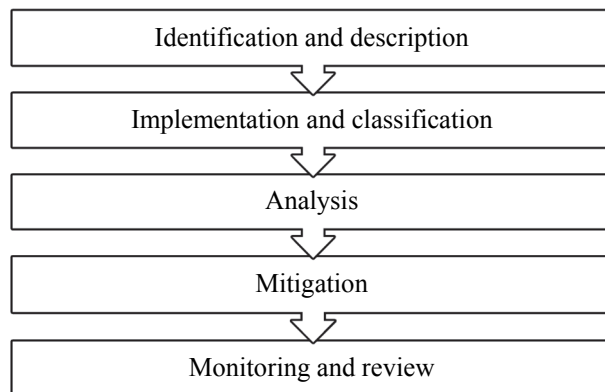 Identification and description
Implementation and classification
Analysis
Mitigation
Monitoring and review